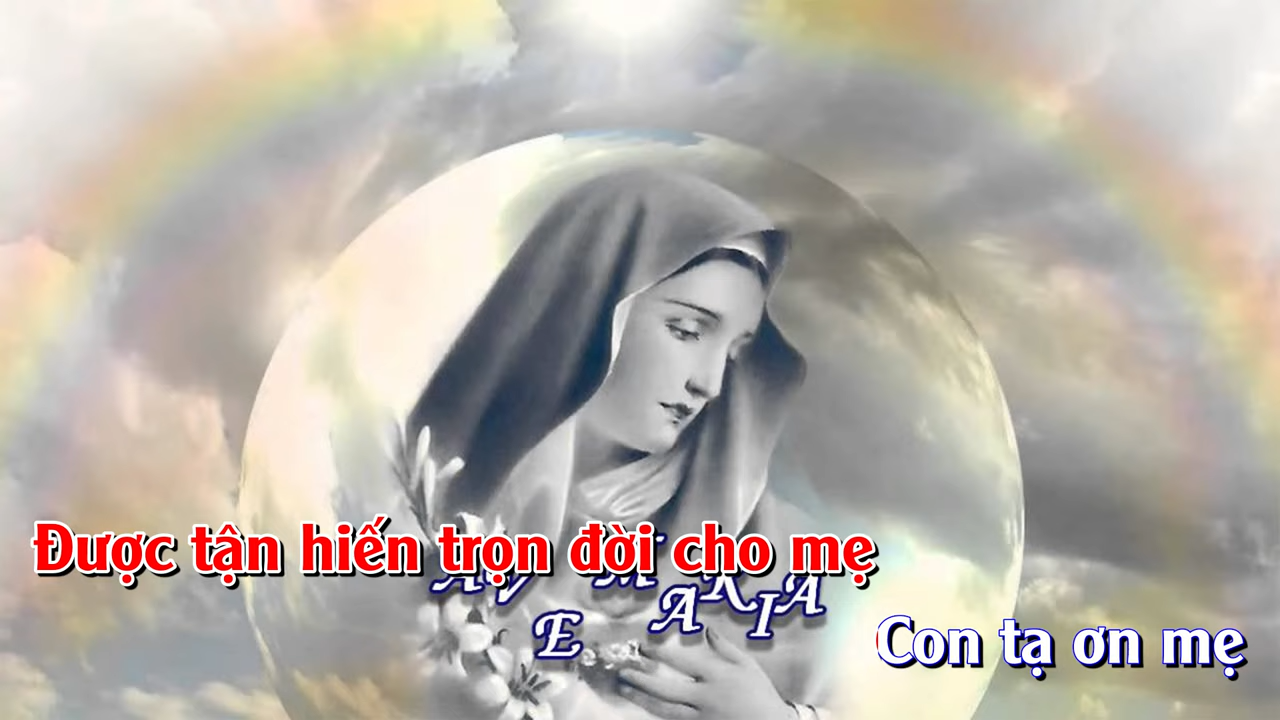 Được tận hiến trọn đời cho mẹ
AVE MARIA
Con tạ ơn mẹ